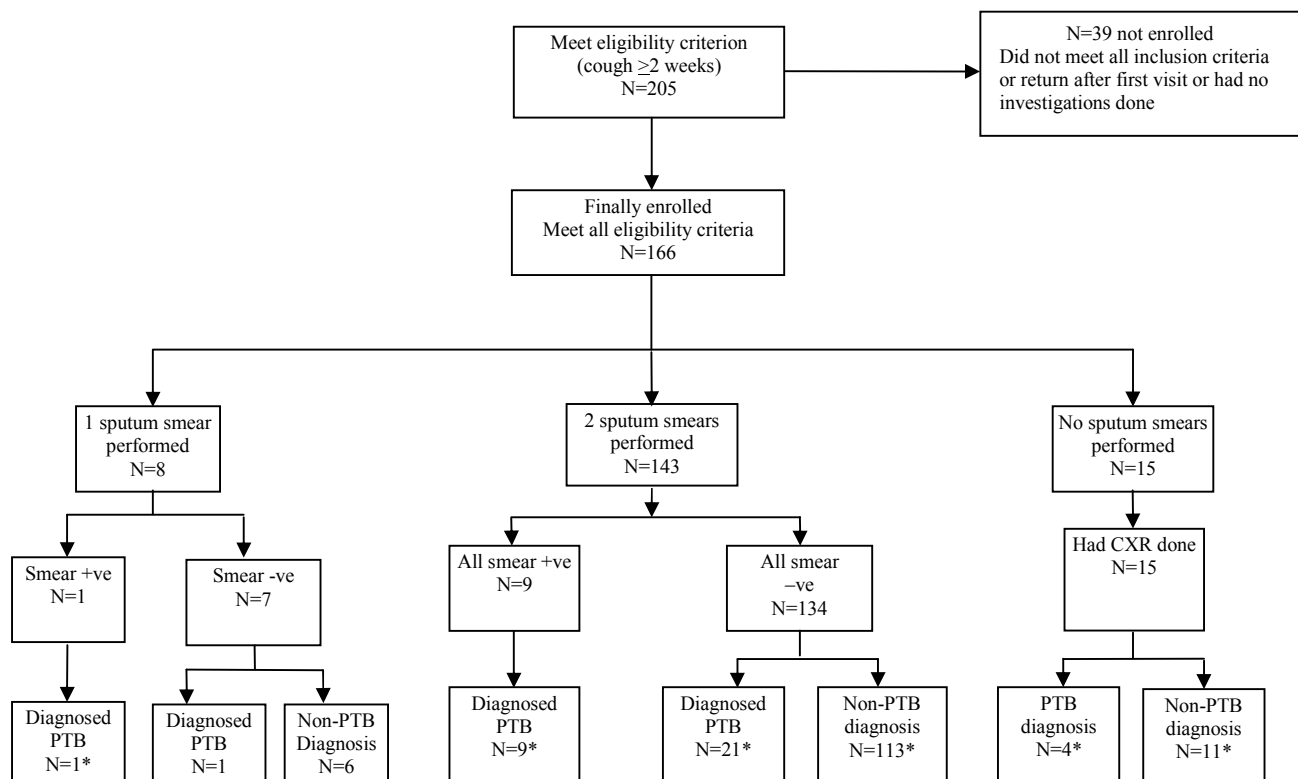 Meet eligibility criterion
(cough ≥2 weeks)
N=205
N=39 not enrolled
Did not meet all inclusion criteria
or return after first visit or had no
investigations done
Finally enrolled
Meet all eligibility criteria
N=166
1 sputum smear
performed
N=8
2 sputum smears
performed
N=143
No sputum smears
performed
N=15
Smear +ve
N=1
Smear -ve
N=7
All smear +ve
N=9
All smear
–ve
N=134
Had CXR done
N=15
Diagnosed
PTB
N=1*
Diagnosed
PTB
N=1
Non-PTB
Diagnosis
N=6
Diagnosed
PTB
N=9*
Diagnosed
PTB
N=21*
Non-PTB
diagnosis
N=113*
PTB
diagnosis
N=4*
Non-PTB
diagnosis
N=11*